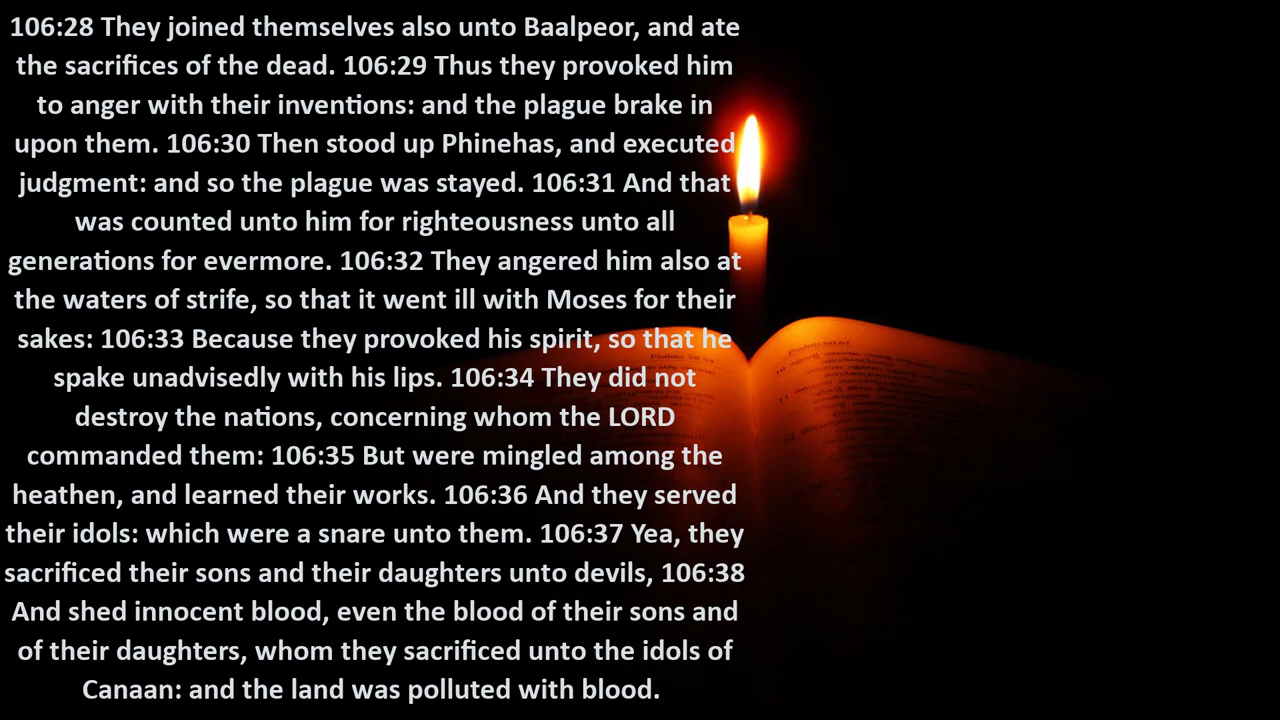 106:28 They joined themselves also unto Baalpeor, and ate
the sacrifices of the dead. 106:29 Thus they provoked him
to anger with their inventions: and the plague brake in
upon them. 106:30 Then stood up Phinehas, and executed
judgment: and so the plague was stayed. 106:31 And that
was counted unto him for righteousness unto all
generations for evermore. 106:32 They angered him also at
the waters of strife, so that it went ill with Moses for their
sakes: 106:33 Because they provoked his spirit, so that he
spake unadvisedly with his lips. 106:34 They did not
destroy the nations, concerning whom the LORD
commanded them: 106:35 But were mingled among the
heathen, and learned their works. 106:36 And they served
their idols: which were a snare unto them. 106:37 Yea, they
sacrificed their sons and their daughters unto devils, 106:38
And shed innocent blood, even the blood of their sons and
of their daughters, whom they sacrificed unto the idols of
Canaan: and the land was polluted with blood.